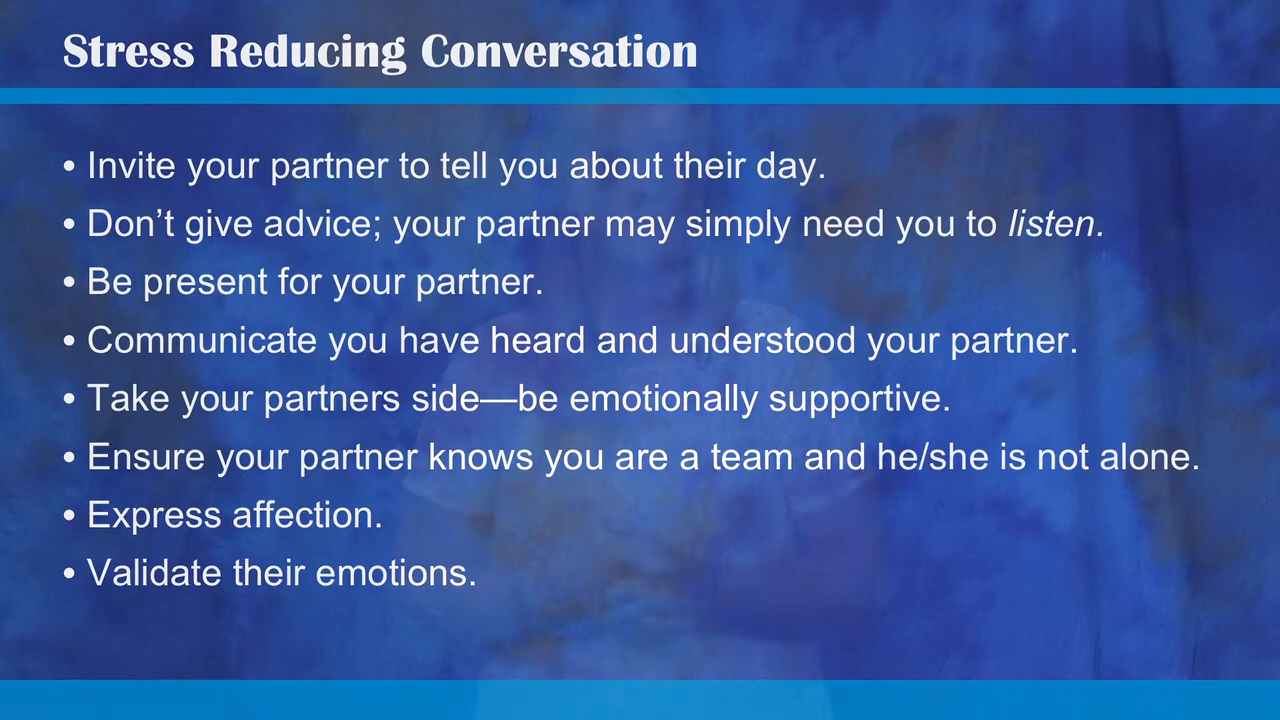 Stress Reducing Conversation
• Invite your partner to tell you about their day.
• Don’t give advice; your partner may simply need you to listen.
• Be present for your partner.
• Communicate you have heard and understood your partner.
• Take your partners side—be emotionally supportive.
• Ensure your partner knows you are a team and he/she is not alone.
• Express affection.
• Validate their emotions.